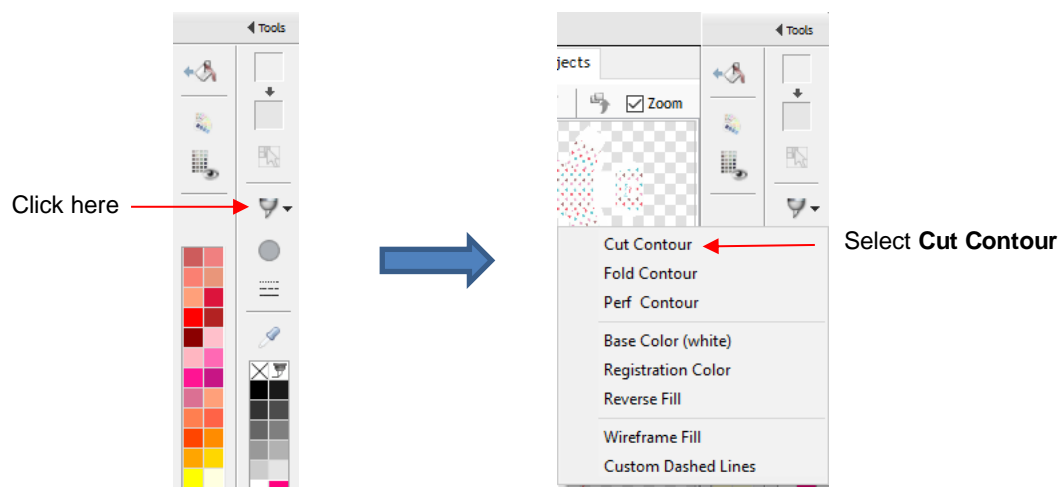 Tools
Click here
Tools
jects
Zoom
Cut Contour
Fold Contour
Perf Contour
Base Color (white)
Registration Color
Reverse Fill
Wireframe Fill
Custom Dashed Lines
Select Cut Contour